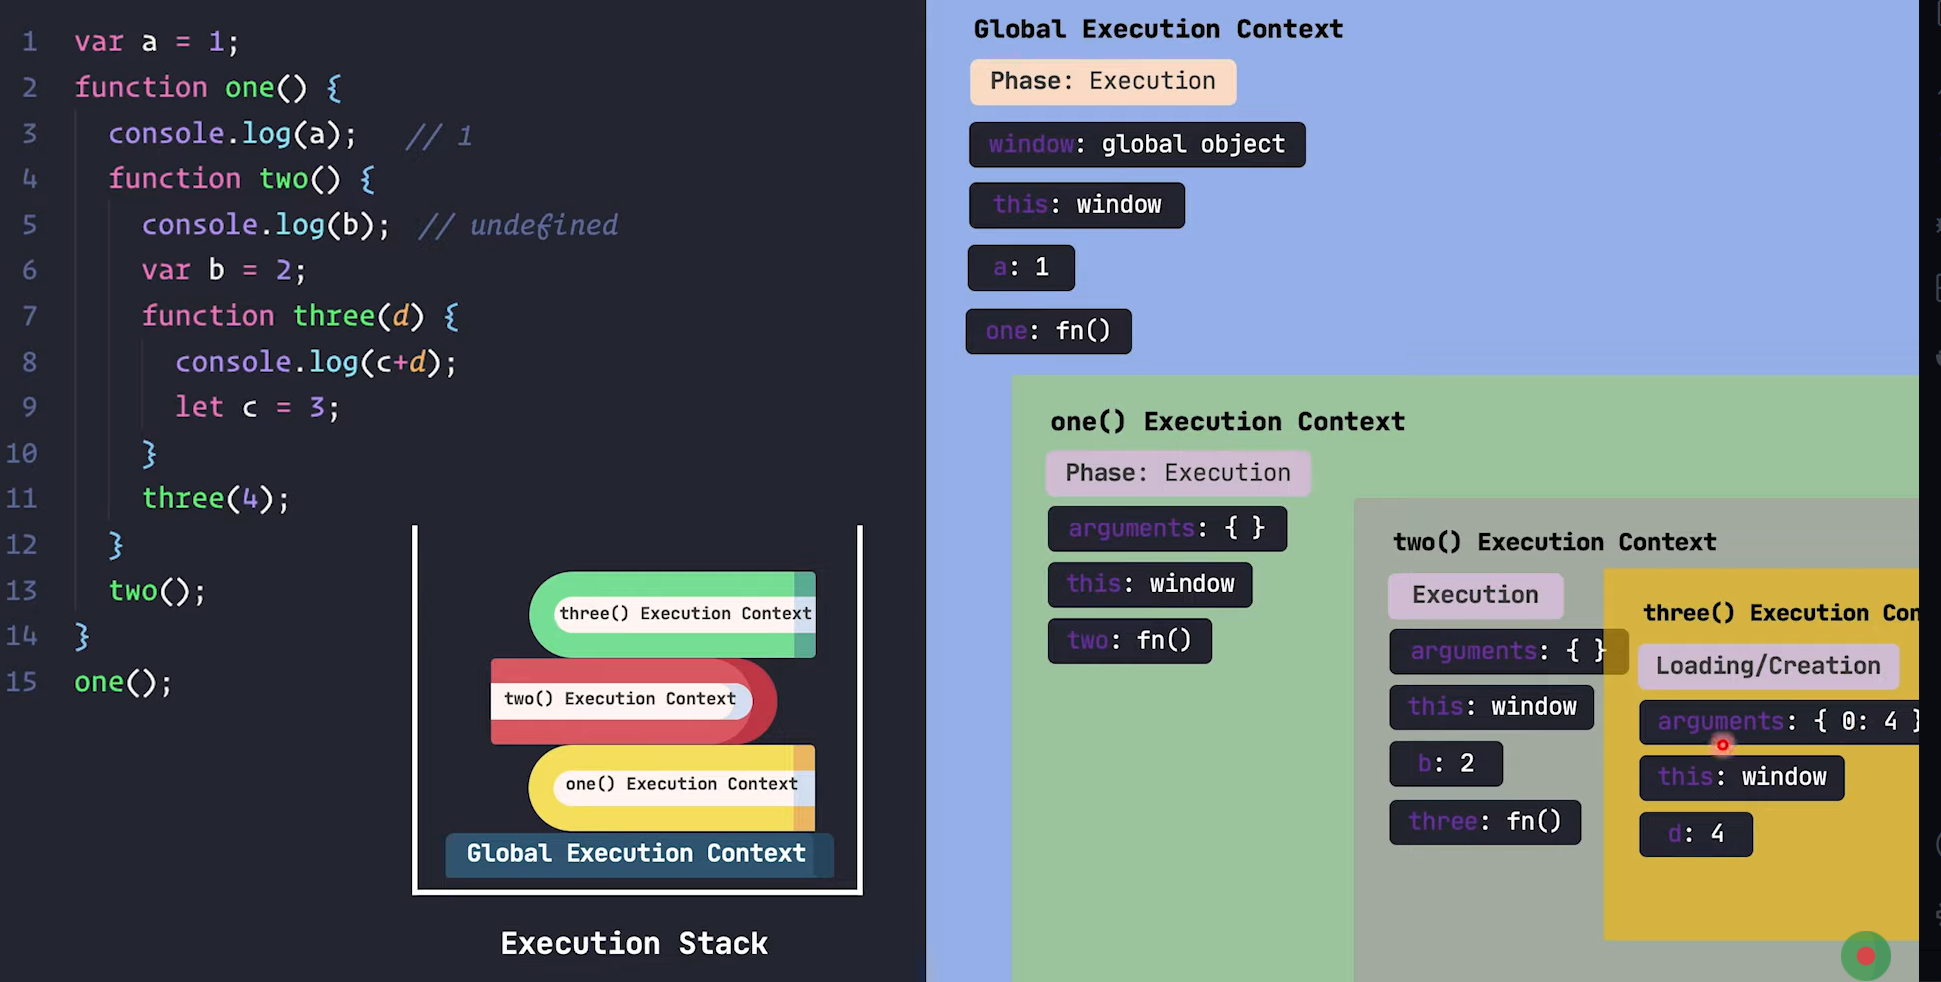 1 var a = 1;
2 function one() {
3 console.log(a); // 1
4 function two() {
5 console.log(b); // undefined
6 var b = 2;
7 function three(d) {
8 console.log(c+d);
9 let c = 3;
10 }
11 three(4);
12 }
13 two();
14 }
15 one();
three() Execution Context
two() Execution Context
one() Execution Context
Global Execution Context
Execution Stack
Global Execution Context
Phase: Execution
window: global object
this: window
a: 1
one: fn()
one() Execution Context
Phase: Execution
arguments: { }
this: window
two: fn()
two() Execution Context
Execution
arguments: { }
this: window
b: 2
three: fn()
three() Execution Con
Loading/Creation
arguments: { 0: 4 }
this: window
d: 4